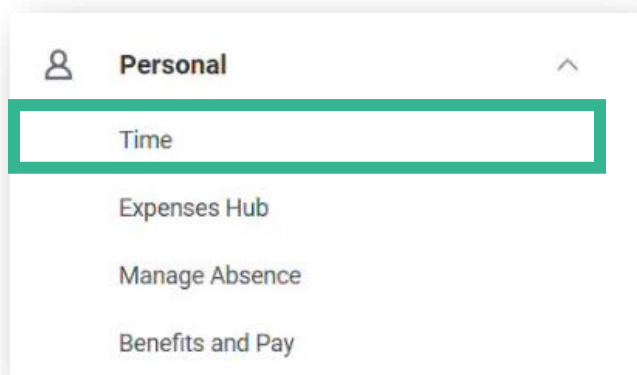 Personal
Time
Expenses Hub
Manage Absence
Benefits and Pay